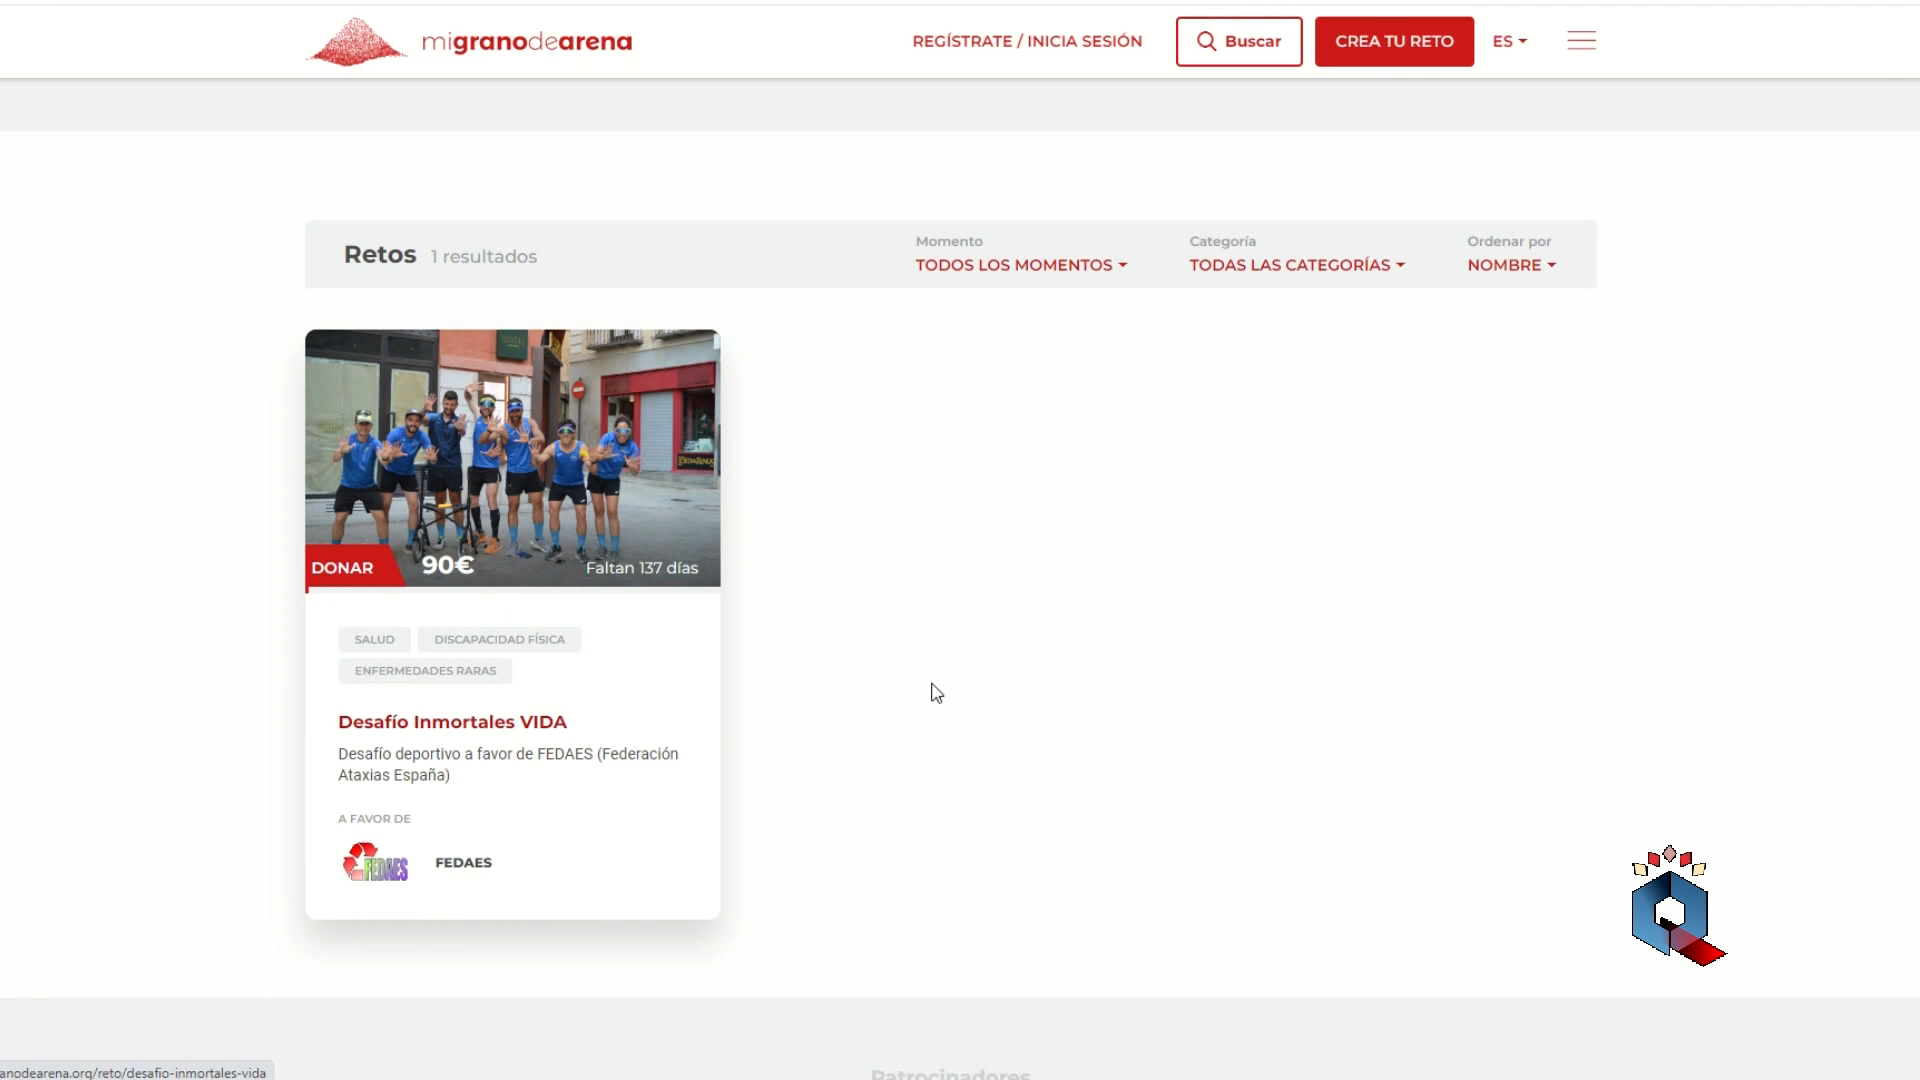 migranodearena
REGÍSTRATE / INICIA SESIÓN
Buscar
CREA TU RETO
ES
Retos
1 resultados
Momento
TODOS LOS MOMENTOS
Categoría
TODAS LAS CATEGORÍAS
Ordenar por
NOMBRE
DONAR
90€
Faltan 137 días
SALUD
DISCAPACIDAD FÍSICA
ENFERMEDADES RARAS
Desafío Inmortales VIDA
Desafío deportivo a favor de FEDAES (Federación
Ataxias España)
A FAVOR DE
FEDAES
FEDAES
Patrocinadores
anodearena.org/reto/desafio-inmortales-vida